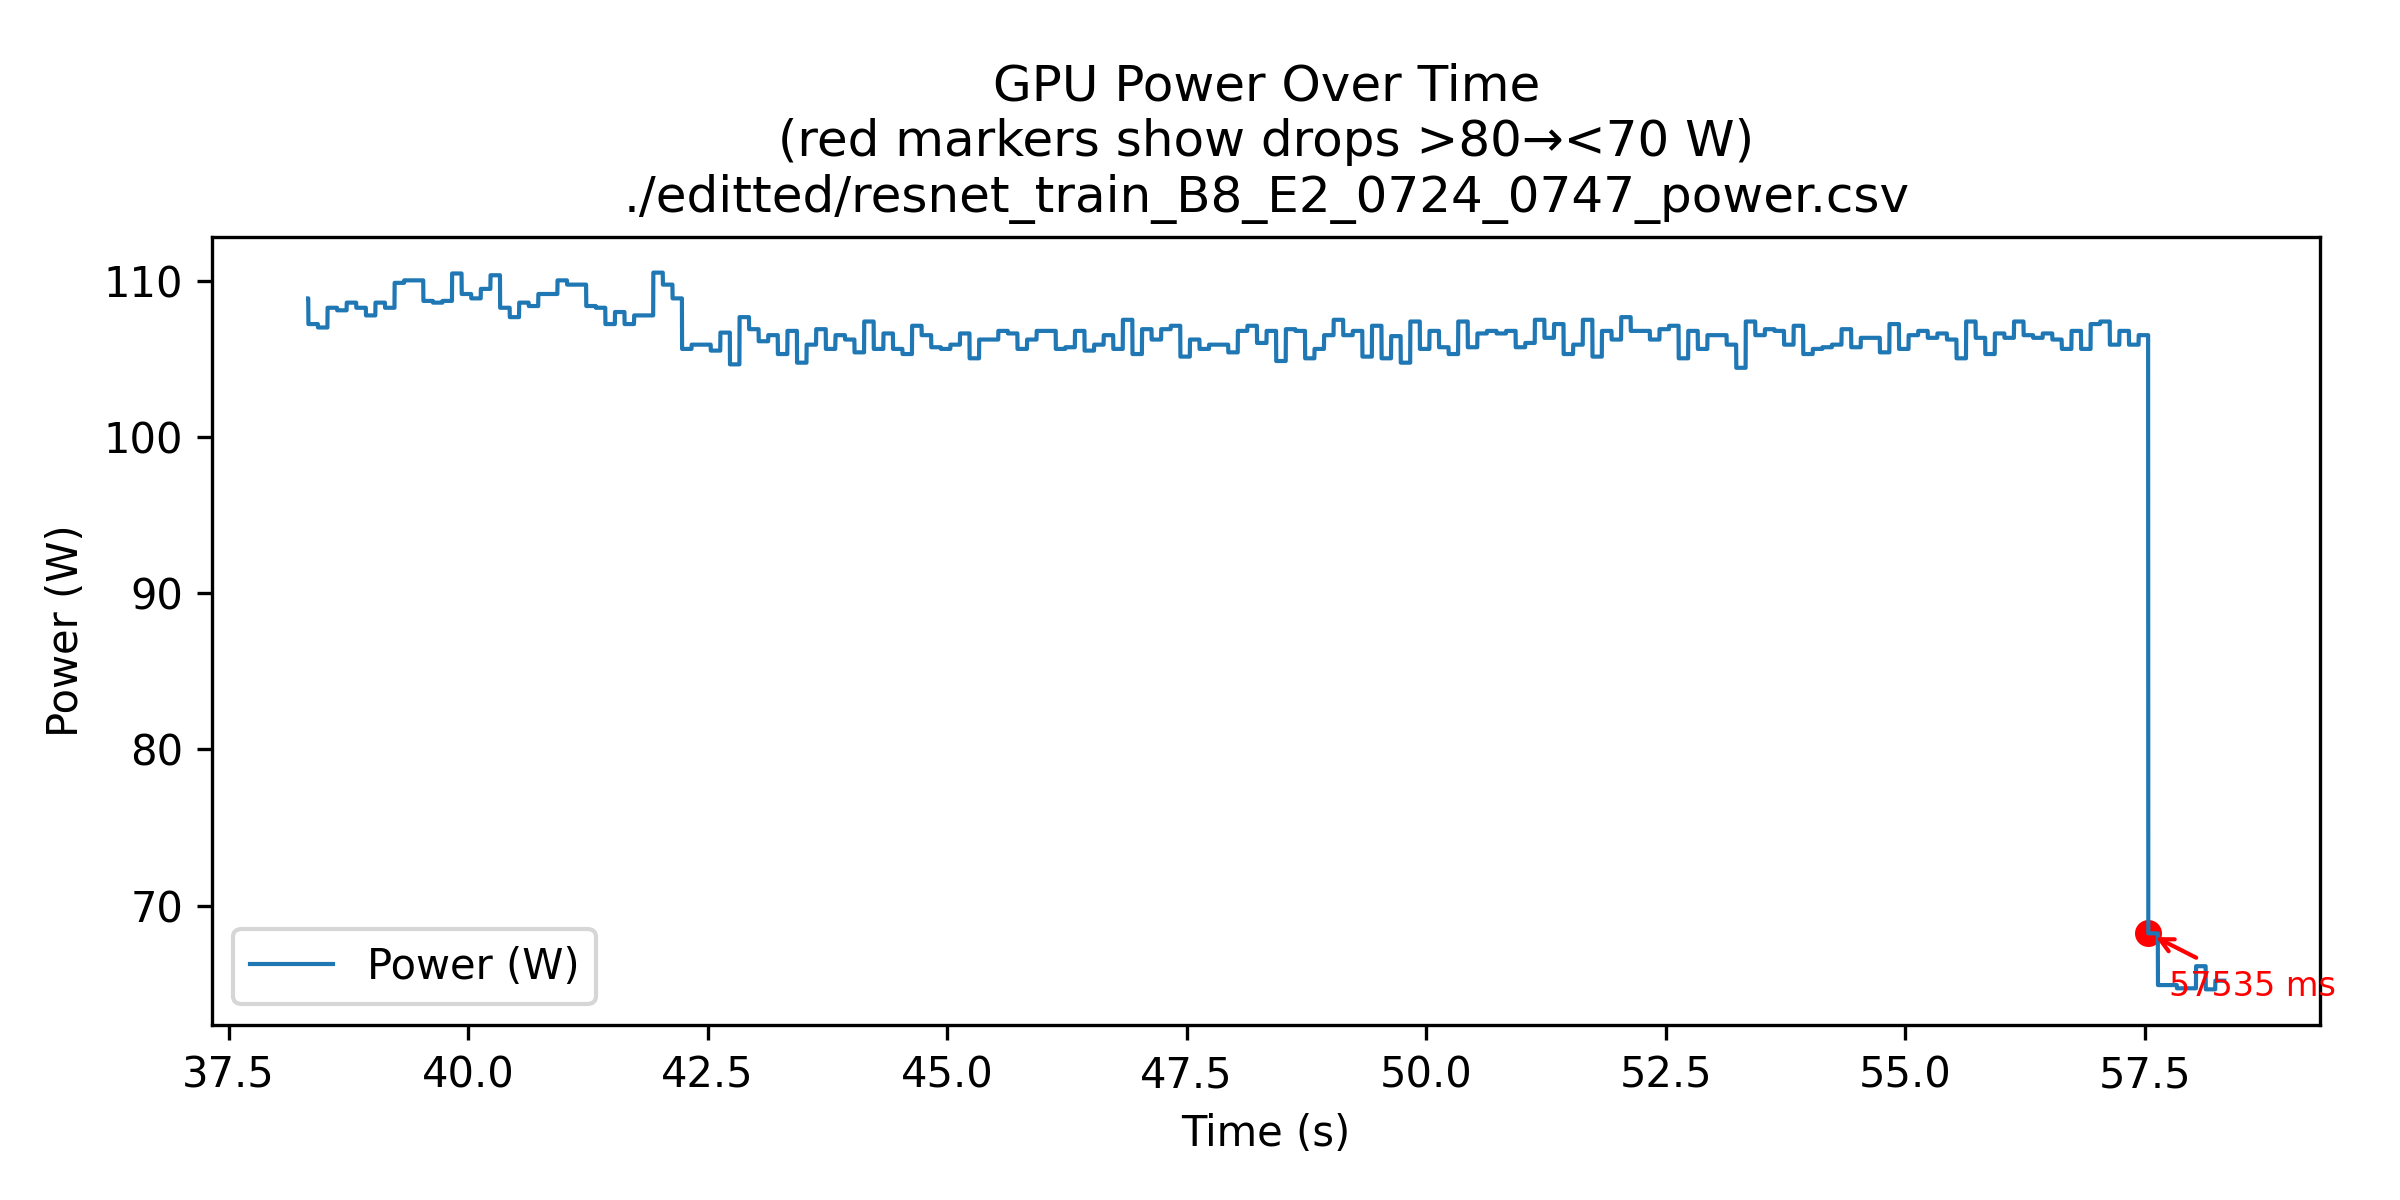 GPU Power Over Time
(red markers show drops >80→<70 W)
./editted/resnet_train_B8_E2_0724_0747_power.csv
Power (W)
110
100
90
80
70
Power (W)
57535 ms
37.5
40.0
42.5
45.0
47.5
50.0
52.5
55.0
57.5
Time (s)